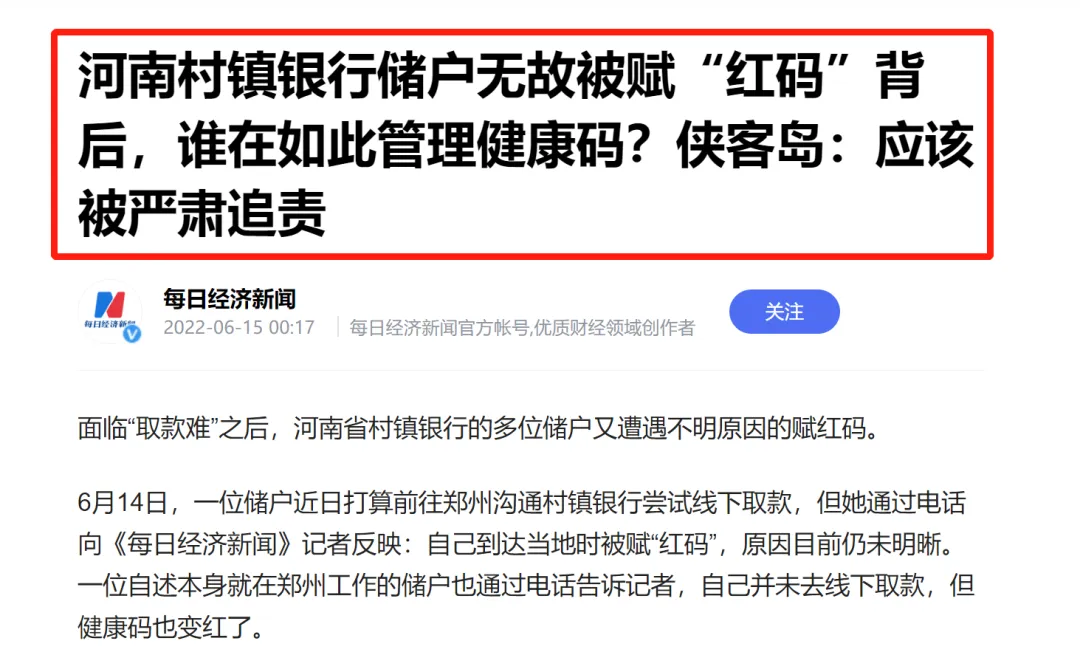 河南村镇银行储户无故被赋“红码”背
后，谁在如此管理健康码？侠客岛：应该
被严肃追责
每日经济新闻
每日经济新闻
2022-06-15 00:17
每日经济新闻官方帐号,优质财经领域创作者
关注
面临“取款难”之后，河南省村镇银行的多位储户又遭遇不明原因的赋红码。
6月14日，一位储户近日打算前往郑州沟通村镇银行尝试线下取款，但她通过电话
向《每日经济新闻》记者反映：自己到达当地时被赋“红码”，原因目前仍未明晰。
一位自述本身就在郑州工作的储户也通过电话告诉记者，自己并未去线下取款，但
健康码也变红了。